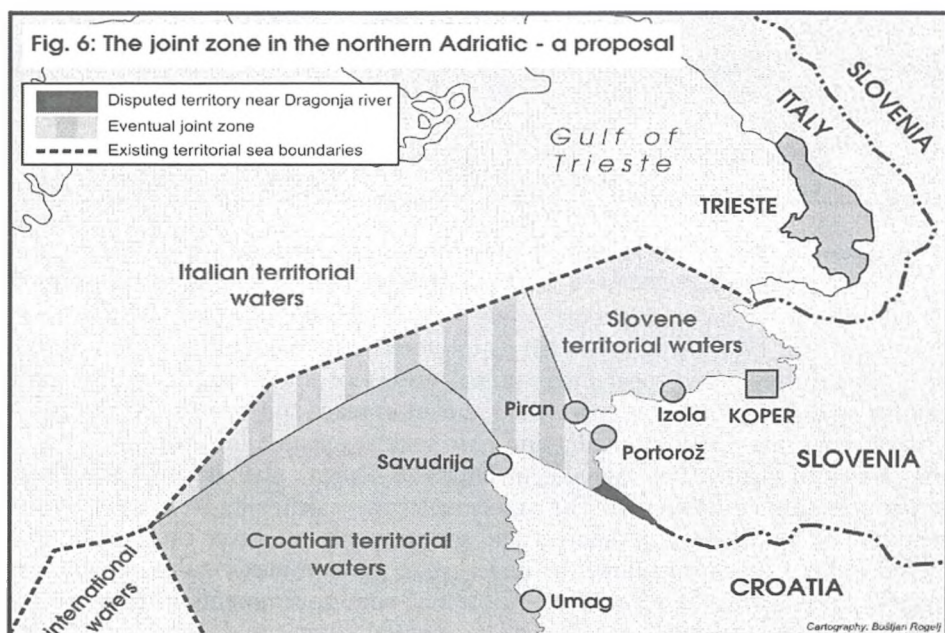 Fig. 6: The joint zone in the northern Adriatic - a proposal
Disputed territory near Dragonja river
Eventual joint zone
Existing territorial sea boundaries
Gulf of
Trieste
SLOVENIA
ITALY
TRIESTE
Italian territorial
waters
Slovene
territorial waters
Piran
Izola
KOPER
Portorož
Savudrija
SLOVENIA
Croatian territorial
waters
International
waters
CROATIA
Umag
Cartography: Boštjan Rogelj